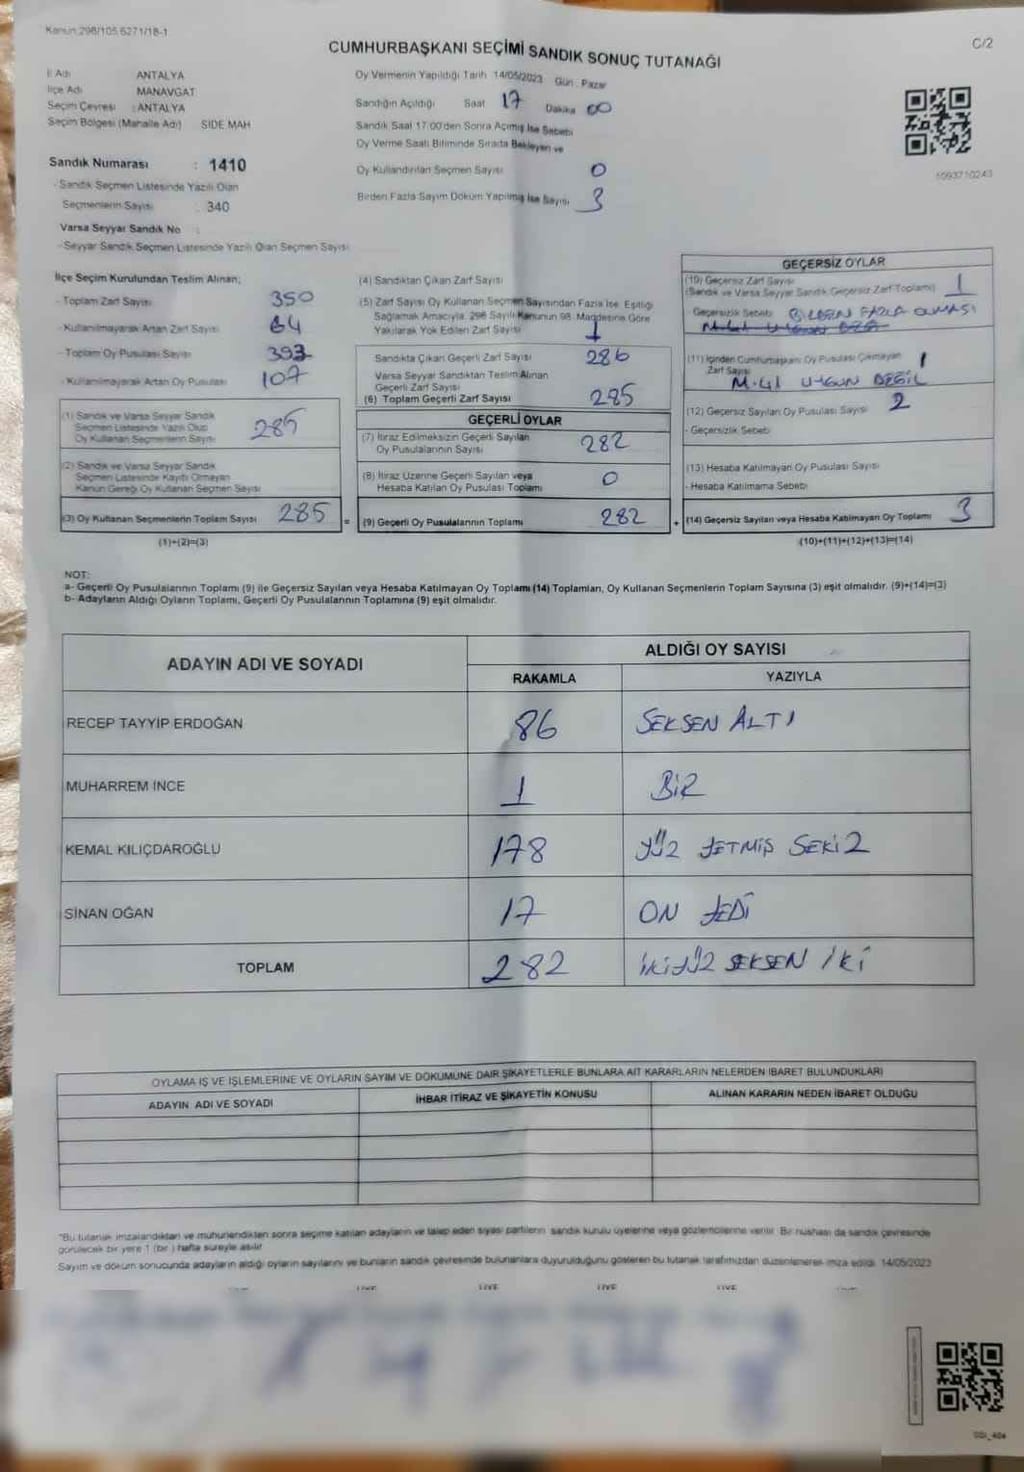 Kanun 298/105.6271/18-1
C/2
CUMHURBAŞKANI SEÇİMİ SANDIK SONUÇ TUTANAĞI
İl Adı ANTALYA
İlçe Adı MANAVGAT
Seçim Çevresi : ANTALYA
Seçim Bölgesi (Mahalle Adı) SIDE MAH
Oy Vermenin Yapıldığı Tarih 14/05/2023 Gün : Pazar
Sandığın Açıldığı Saat 17 Dakika 00
Sandık Saat 17:00'den Sonra Açımış İse Sebebi
Oy Verme Saati Bitiminde Sırada Bekleyen ve
Oy Kullandırılan Seçmen Sayısı 0
Birden Fazla Sayım Döküm Yapılmış İse Sayısı 3
1093710243
Sandık Numarası : 1410
- Sandık Seçmen Listesinde Yazılı Olan
Seçmenlerin Sayısı : 340
Varsa Seyyar Sandık No :
- Seyyar Sandık Seçmen Listesinde Yazılı Olan Seçmen Sayısı
İlçe Seçim Kurulundan Teslim Alınan;
- Toplam Zarf Sayısı 350
- Kullanılmayarak Artan Zarf Sayısı 64
- Toplam Oy Pusulası Sayısı 393
- Kullanılmayarak Artan Oy Pusulası 107
(1) Sandık ve Varsa Seyyar Sandık
Seçmen Listesinde Yazılı Olup
Oy Kullanan Seçmenlerin Sayısı 285
(2) Sandık ve Varsa Seyyar Sandık
Seçmen Listesinde Kaydı Olmayan
Kanun Gereği Oy Kullanan Seçmen Sayısı
(3) Oy Kullanan Seçmenlerin Toplam Sayısı 285 =
(1)+(2)=(3)
(4) Sandıktan Çıkan Zarf Sayısı
(5) Zarf Sayısı Oy Kullanan Seçmen Sayısından Fazla İse, Eşitliği
Sağlamak Amacıyla, 298 Sayılı Kanunun 98. Maddesine Göre
Yakılarak Yok Edilen Zarf Sayısı 1
Sandıkta Çıkan Geçerli Zarf Sayısı 286
Varsa Seyyar Sandıktan Teslim Alınan
Geçerli Zarf Sayısı
(6) Toplam Geçerli Zarf Sayısı 285
GEÇERLİ OYLAR
(7) İtiraz Edilmeksizin Geçerli Sayılan
Oy Pusulalarının Sayısı 282
(8) İtiraz Üzerine Geçerli Sayılan veya
Hesaba Katılan Oy Pusulası Toplamı 0
(9) Geçerli Oy Pusulalarının Toplamı 282 +
GEÇERSİZ OYLAR
(10) Geçersiz Zarf Sayısı
(Sandık ve Varsa Seyyar Sandık Geçersiz Zarf Toplamı) 1
Geçersizlik Sebebi BİRDEN FAZLA OLMASI
(11) İçinden Cumhurbaşkanı Oy Pusulası Çıkmayan
Zarf Sayısı 1
M-41 UYGUN DEĞİL
(12) Geçersiz Sayılan Oy Pusulası Sayısı 2
- Geçersizlik Sebebi
(13) Hesaba Katılmayan Oy Pusulası Sayısı
- Hesaba Katılmama Sebebi
(14) Geçersiz Sayılan veya Hesaba Katılmayan Oy Toplamı 3
(10)+(11)+(12)+(13)=(14)
NOT:
a- Geçerli Oy Pusulalarının Toplamı (9) ile Geçersiz Sayılan veya Hesaba Katılmayan Oy Toplamı (14) Toplamları, Oy Kullanan Seçmenlerin Toplam Sayısına (3) eşit olmalıdır. (9)+(14)=(3)
b- Adayların Aldığı Oyların Toplamı, Geçerli Oy Pusulalarının Toplamına (9) eşit olmalıdır.
ADAYIN ADI VE SOYADI
ALDIĞI OY SAYISI
RAKAMLA YAZIYLA
RECEP TAYYİP ERDOĞAN 86 SEKSEN ALTI
MUHARREM İNCE 1 BİR
KEMAL KILIÇDAROĞLU 178 YÜZ YETMİŞ SEKİZ
SİNAN OĞAN 17 ON YEDİ
TOPLAM 282 İKİYÜZ SEKSEN İKİ
OYLAMA İŞ VE İŞLEMLERİNE VE OYLARIN SAYIM VE DÖKÜMÜNE DAİR ŞİKAYETLERLE BUNLARA AİT KARARLARIN NELERDEN İBARET BULUNDUKLARI
ADAYIN ADI VE SOYADI İHBAR İTİRAZ VE ŞİKAYETİN KONUSU ALINAN KARARIN NEDEN İBARET OLDUĞU
"Bu tutanak imzalandıktan ve mühürlendikten sonra seçime katılan adayların ve talep eden siyasi partilerin sandık kurulu üyelerine veya gözlemcilerine verilir. Bir nüshası da sandık çevresinde
görülecek bir yere 1 (bir ) hafta süreyle asılır
Sayım ve döküm sonucunda adayların aldığı oyların sayılarını ve bunların sandık çevresinde bulunanlara duyurulduğunu gösteren bu tutanak tarafımızdan düzenlenerek imza edildi. 14/05/2023